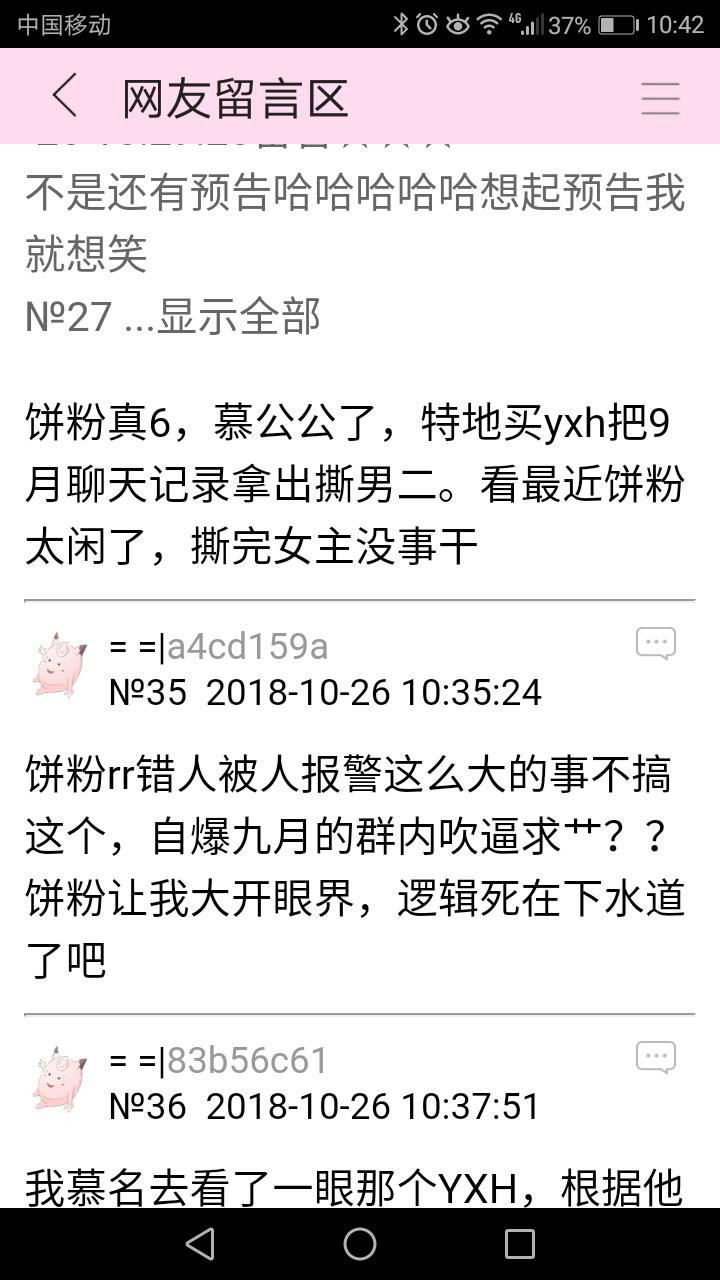 中国移动 4G 37% 10:42
网友留言区
不是还有预告哈哈哈哈哈想起预告我
就想笑
№27 ...显示全部
饼粉真6，慕公公了，特地买yxh把9
月聊天记录拿出撕男二。看最近饼粉
太闲了，撕完女主没事干
= =|a4cd159a
№35 2018-10-26 10:35:24
饼粉rr错人被人报警这么大的事不搞
这个，自爆九月的群内吹逼求艹？？
饼粉让我大开眼界，逻辑死在下水道
了吧
= =|83b56c61
№36 2018-10-26 10:37:51
我慕名去看了一眼那个YXH，根据他